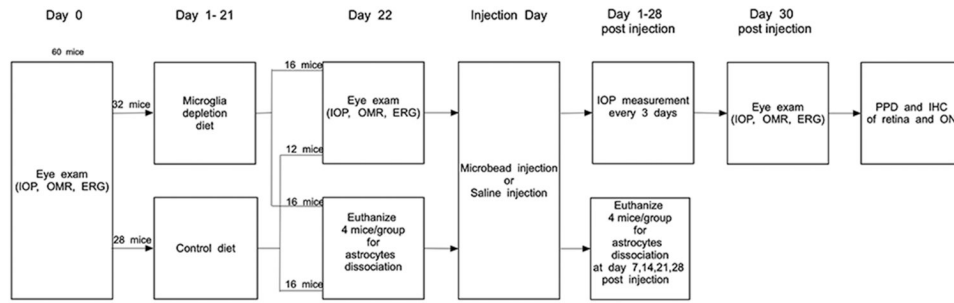 Day 0
Day 1-21
Day 22
Injection Day
Day 1-28
post injection
Day 30
post injection
60 mice
Eye exam
(IOP, OMR, ERG)
32 mice
28 mice
Microglia
depletion
diet
Control diet
16 mice
12 mice
16 mice
16 mice
Eye exam
(IOP, OMR, ERG)
Euthanize
4 mice/group
for
astrocytes
dissociation
Microbead injection
or
Saline injection
IOP measurement
every 3 days
Euthanize
4 mice/group
for
astrocytes
dissociation
at day 7,14,21,28
post injection
Eye exam
(IOP, OMR, ERG)
PPD and IHC
of retina and ON